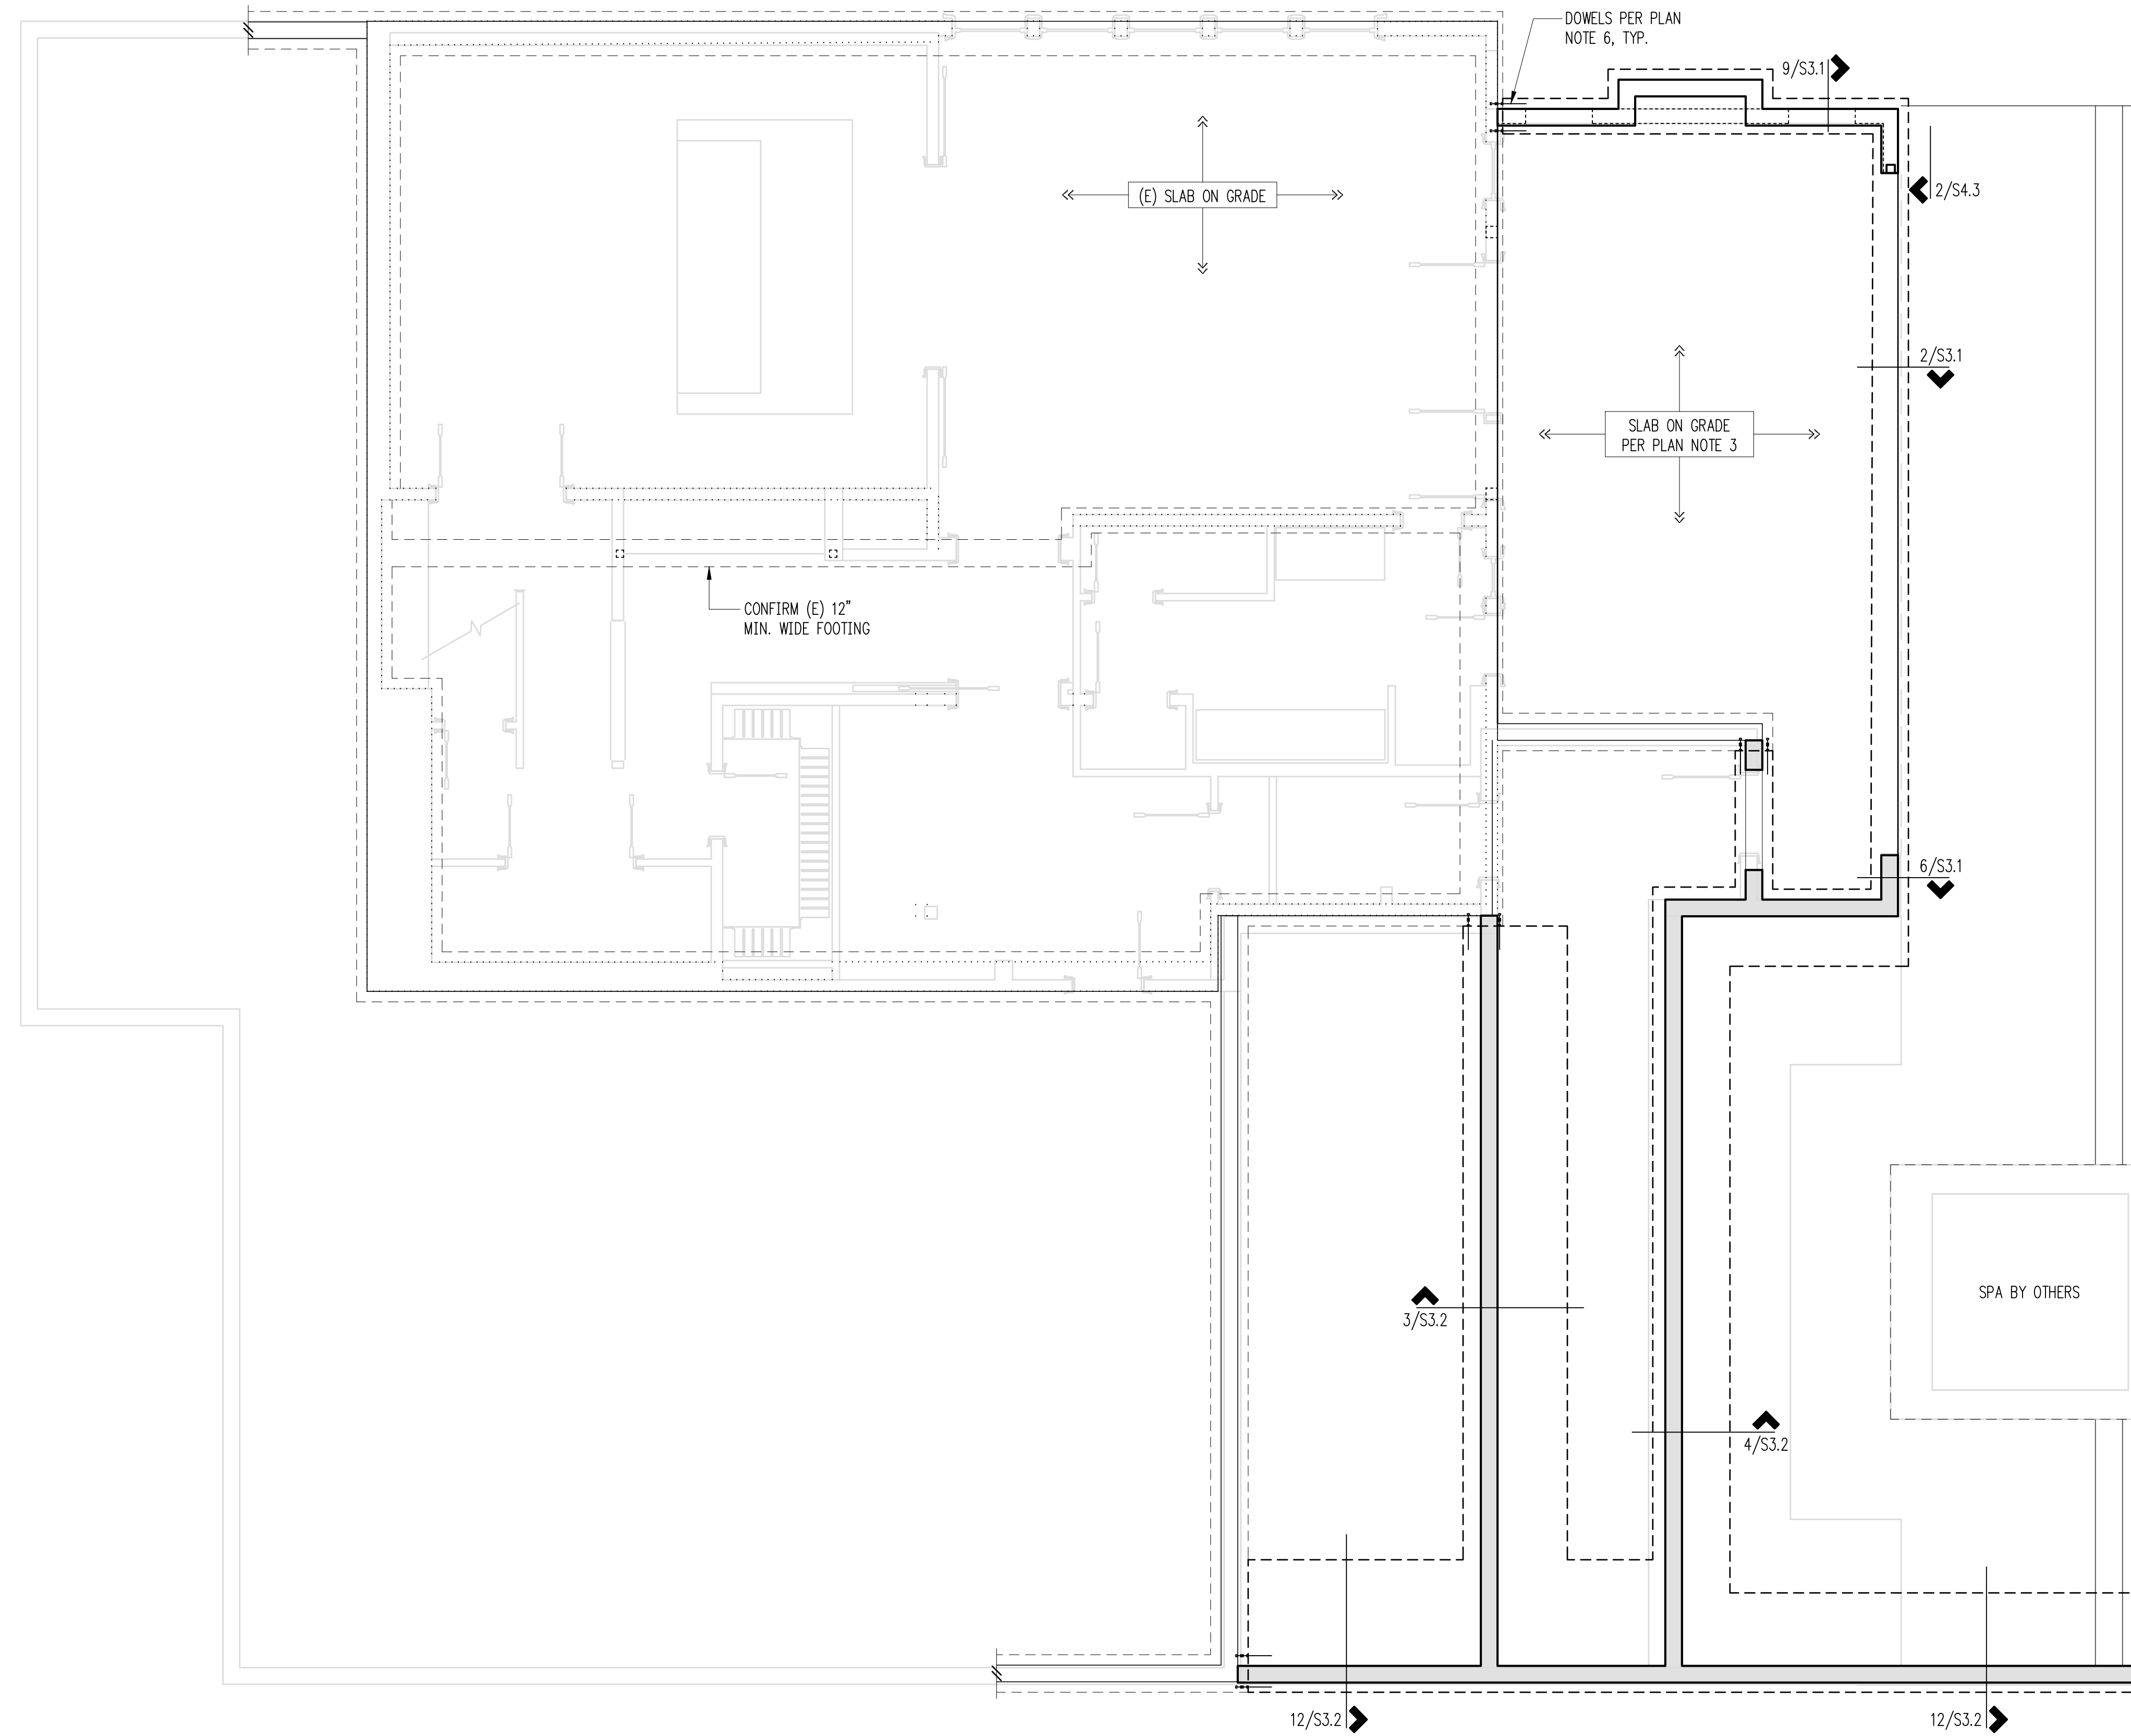 DOWELS PER PLAN
NOTE 6, TYP.
9/S3.1
(E) SLAB ON GRADE
2/S4.3
2/S3.1
SLAB ON GRADE
PER PLAN NOTE 3
CONFIRM (E) 12"
MIN. WIDE FOOTING
6/S3.1
SPA BY OTHERS
3/S3.2
4/S3.2
12/S3.2
12/S3.2